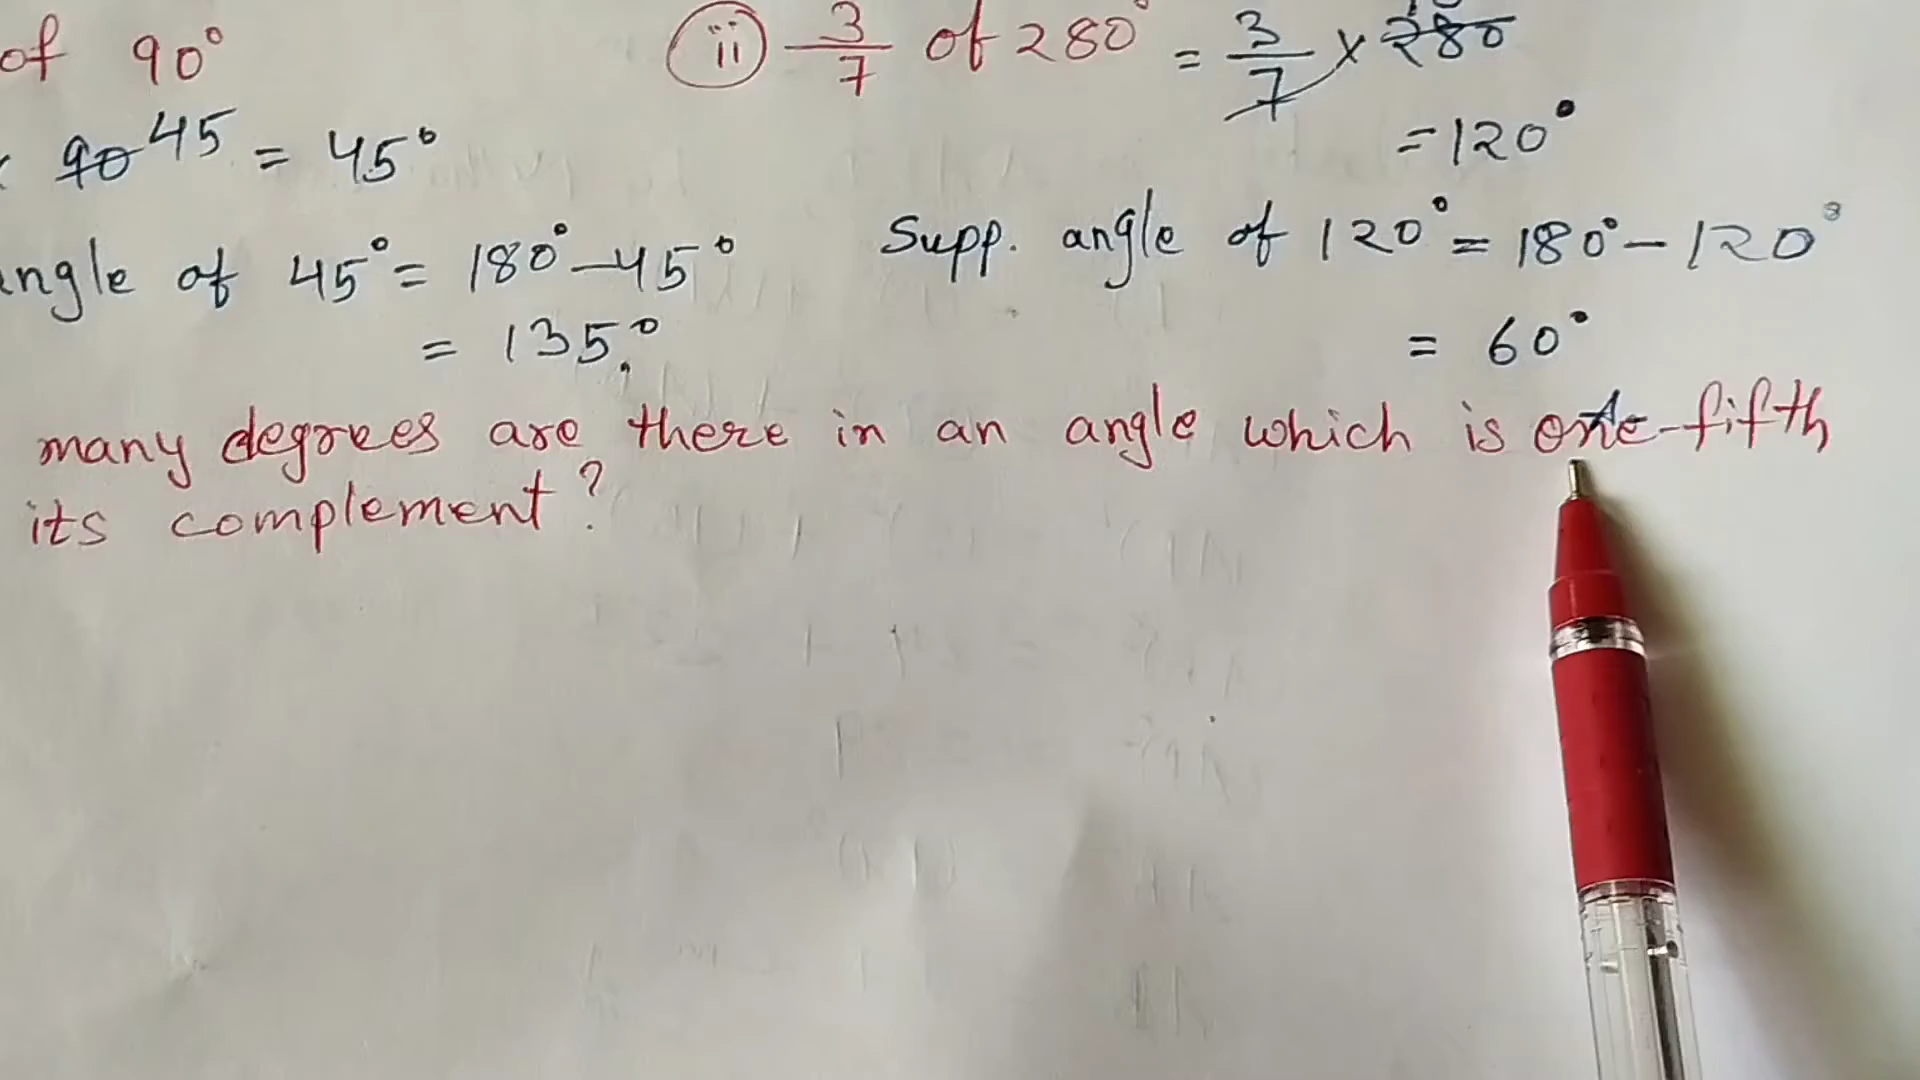 of 90°
(ii) 3/7 of 280° = 3/7 × 280
90 45 = 45°
= 120°
angle of 45° = 180° - 45°
Supp. angle of 120° = 180° - 120°
= 135°
= 60°
many degrees are there in an angle which is one-fifth
its complement?